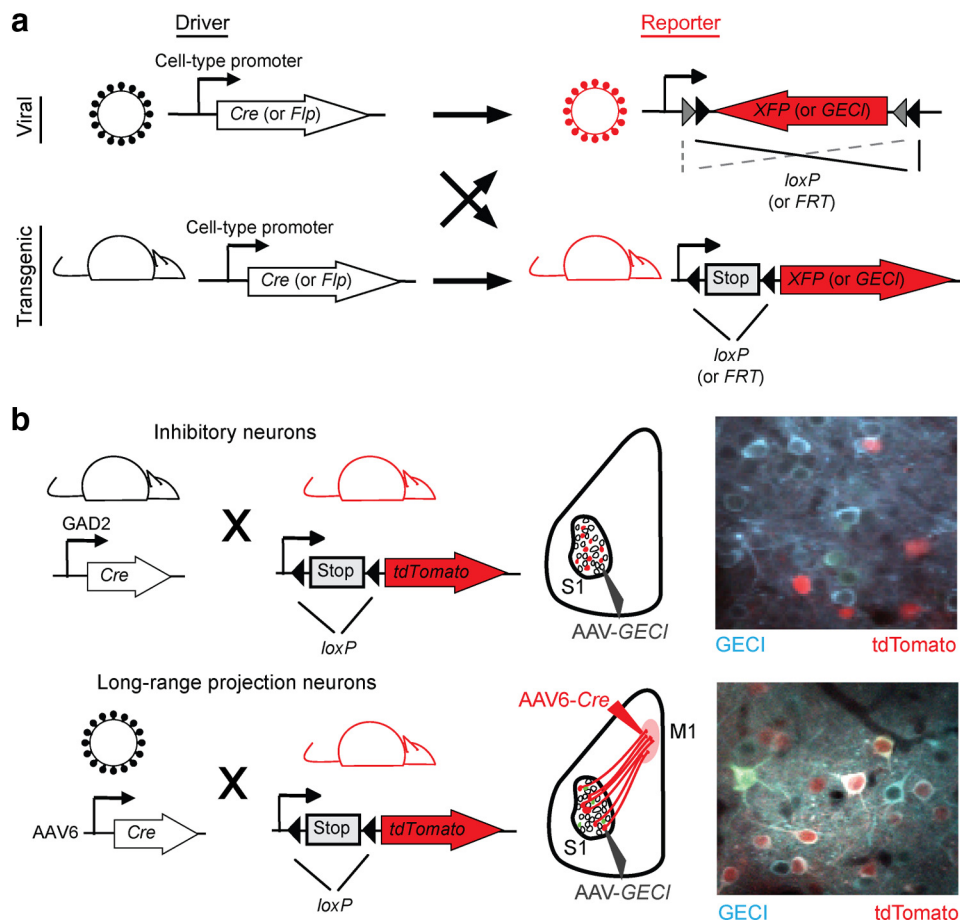 a
Driver
Reporter
Viral
Cell-type promoter
Cre (or Flp)
XFP (or GECI)
loxP
(or FRT)
Transgenic
Cell-type promoter
Cre (or Flp)
Stop
XFP (or GECI)
loxP
(or FRT)
b
Inhibitory neurons
GAD2
Cre
X
Stop
tdTomato
loxP
S1
AAV-GECI
GECI
tdTomato
Long-range projection neurons
AAV6
Cre
X
Stop
tdTomato
loxP
AAV6-Cre
M1
S1
AAV-GECI
GECI
tdTomato